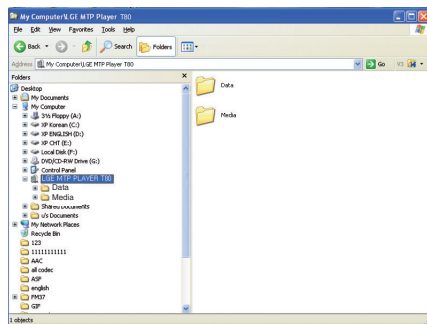 My Computer\LGE MTP Player T80
File Edit View Favorites Tools Help
Back Search Folders
Address My Computer\LGE MTP Player T80 Go V3
Folders
Desktop
My Documents
My Computer
3½ Floppy (A:)
XP Korean (C:)
XP ENGLISH (D:)
XP CHT (E:)
Local Disk (F:)
DVD/CD-RW Drive (G:)
Control Panel
LGE MTP PLAYER T80
Data
Media
Shared Documents
u's Documents
My Network Places
Recycle Bin
123
11111111111
AAC
all codec
ASF
english
FM37
GIF
Data
Media
1 objects